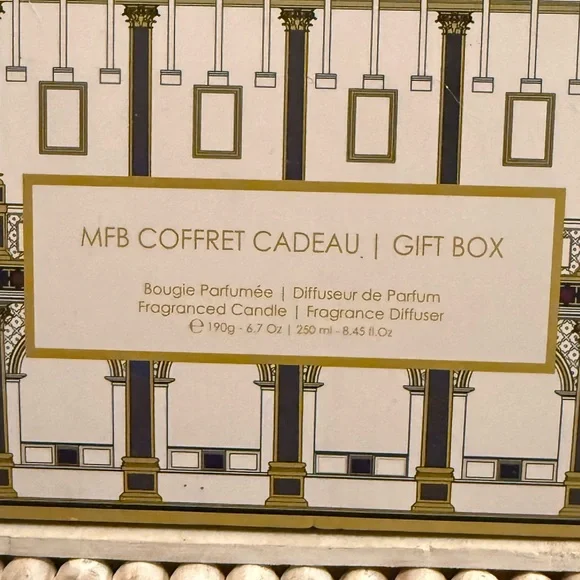 MFB COFFRET CADEAU | GIFT BOX
Bougie Parfumée | Diffuseur de Parfum
Fragranced Candle | Fragrance Diffuser
℮ 190g - 6.7 Oz | 250 ml - 8.45 fl.Oz